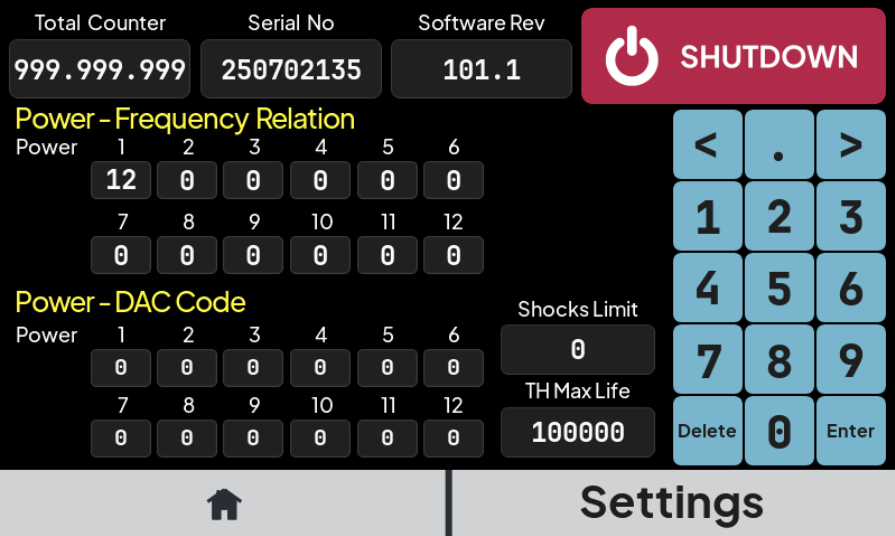 Total Counter Serial No Software Rev
999.999.999 250702135 101.1 SHUTDOWN
Power - Frequency Relation
Power 1 2 3 4 5 6
12 0 0 0 0 0
7 8 9 10 11 12
0 0 0 0 0 0
Power - DAC Code
Power 1 2 3 4 5 6
0 0 0 0 0 0
7 8 9 10 11 12
0 0 0 0 0 0
Shocks Limit
0
TH Max Life
100000
< . >
1 2 3
4 5 6
7 8 9
Delete 0 Enter
Settings